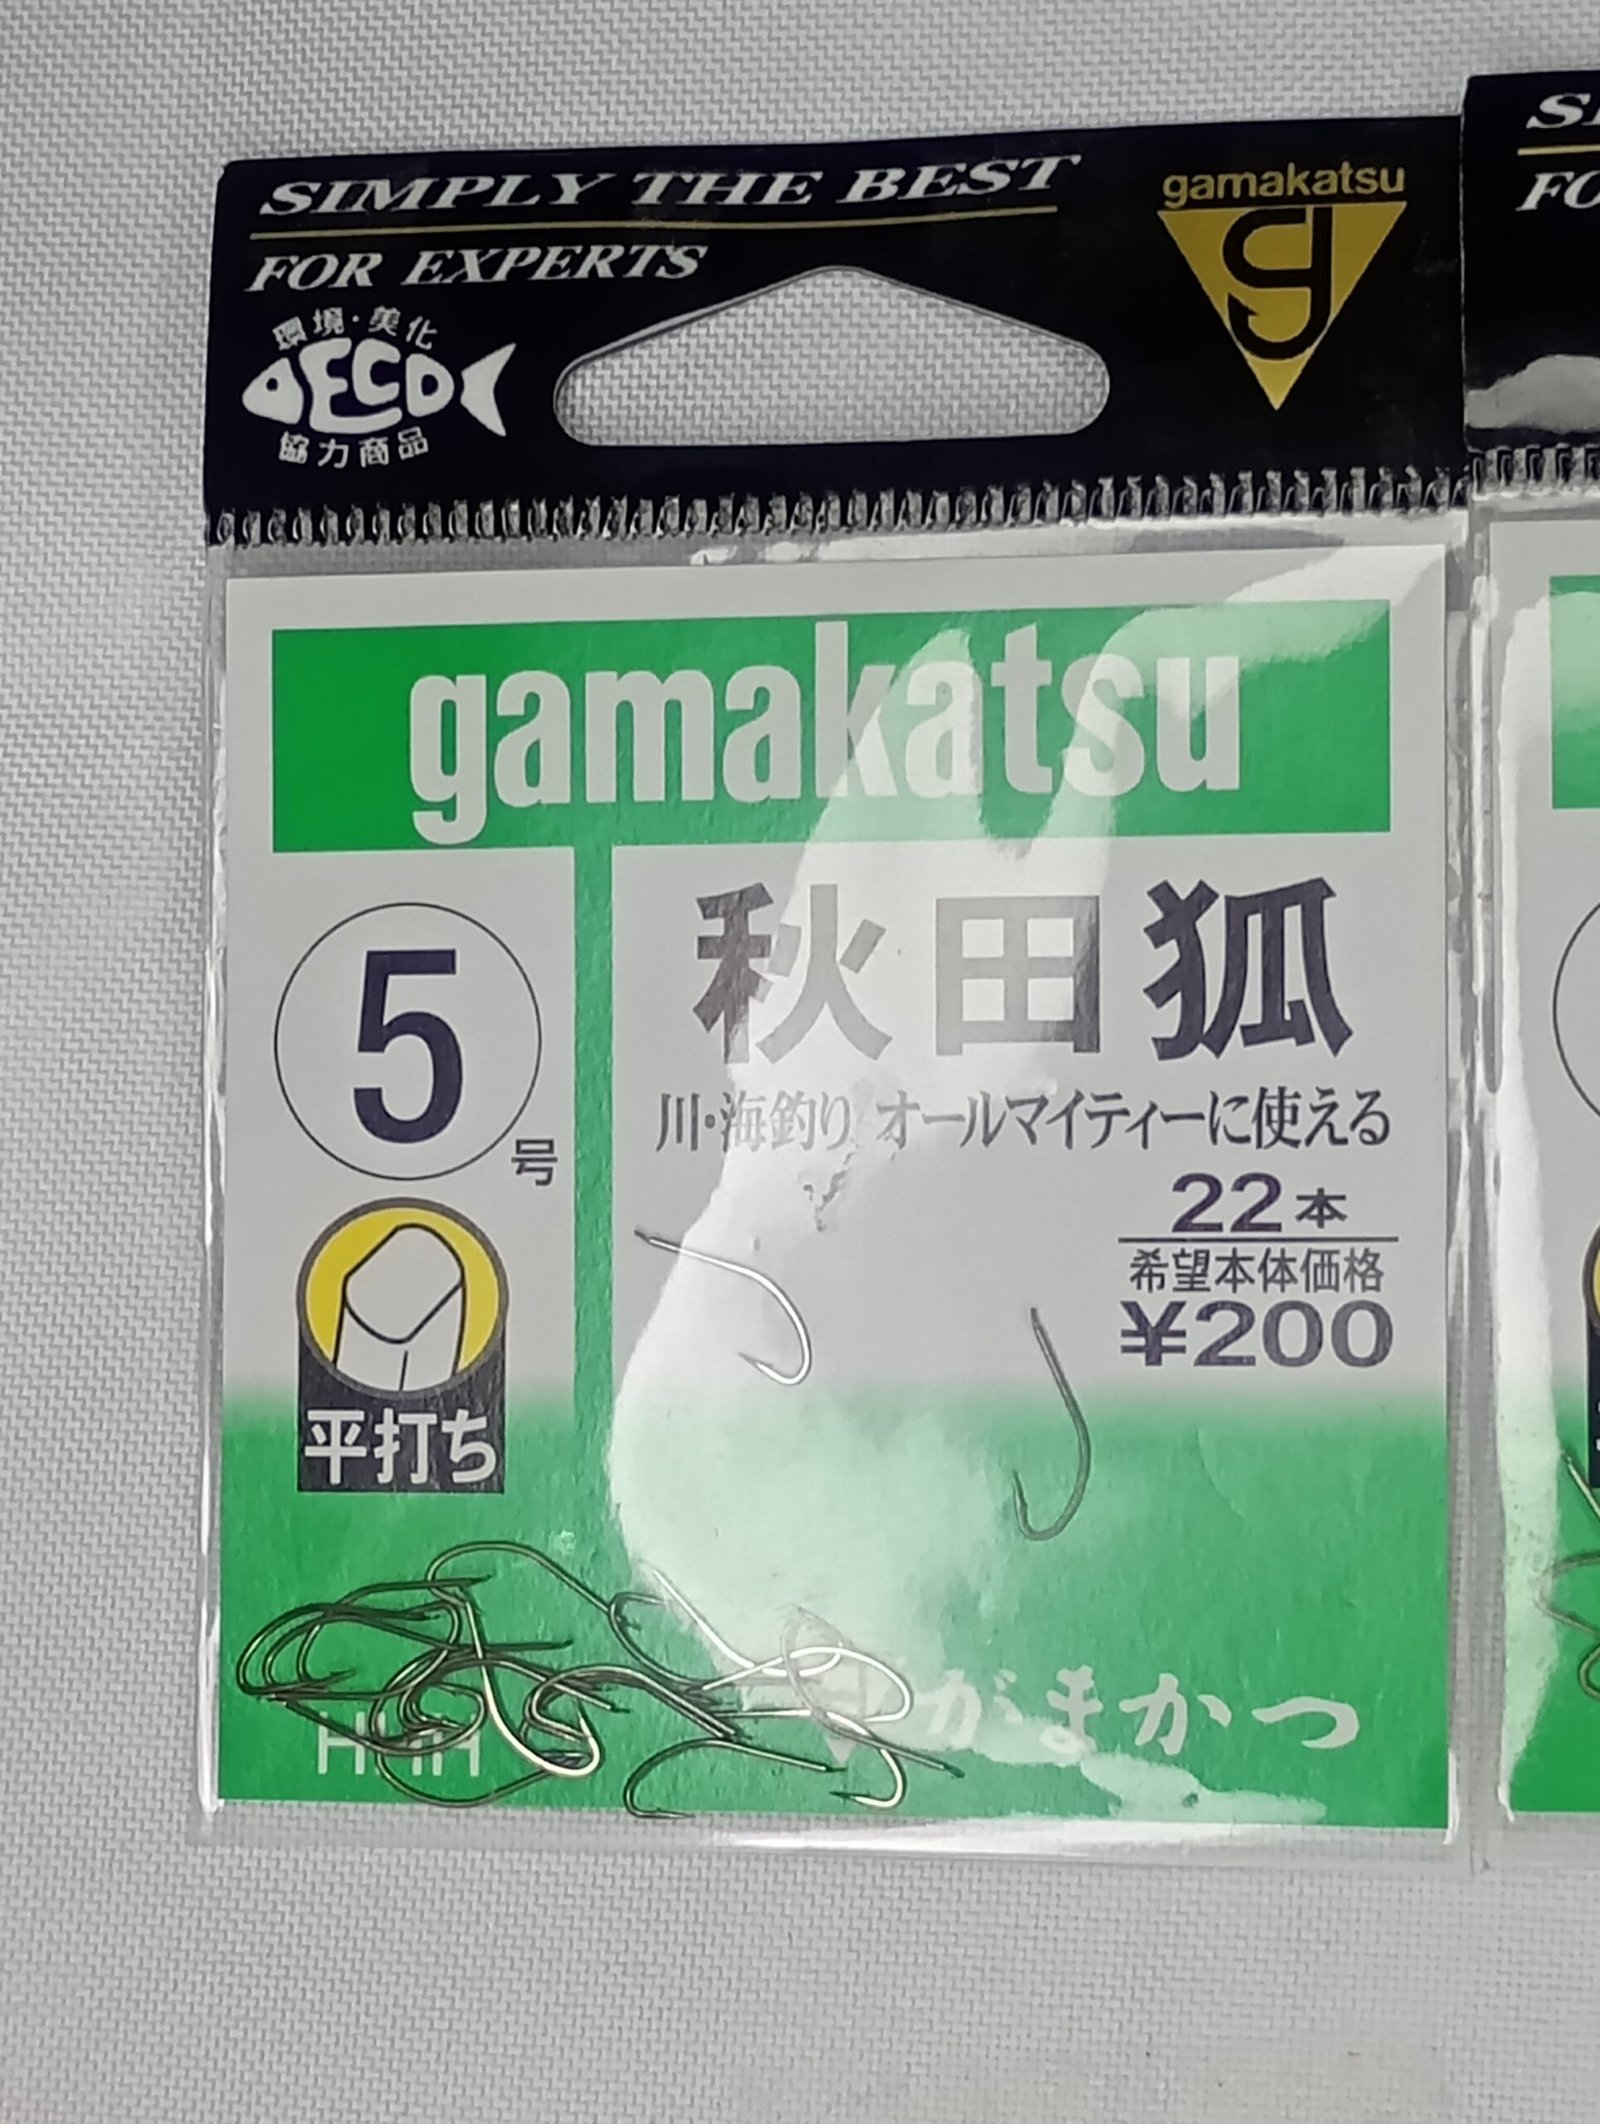 SIMPLY THE BEST
FOR EXPERTS
gamakatsu
環境・美化
ECO
協力商品
gamakatsu
5
号
秋田狐
川・海釣り オールマイティーに使える
22本
希望本体価格
¥200
平打ち
がまかつ
FO